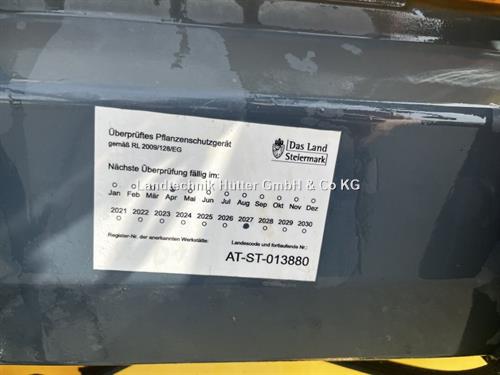 Überprüftes Pflanzenschutzgerät
gemäß RL 2009/128/EG
Das Land
Steiermark
Nächste Überprüfung fällig im:
Landtechnik Hütter GmbH & Co KG
Jan Feb Mär Apr Mai Jun Jul Aug Sep Okt Nov Dez
2021 2022 2023 2024 2025 2026 2027 2028 2029 2030
Register-Nr. der anerkannten Werkstätte:
Landescode und fortlaufende Nr.:
AT-ST-013880